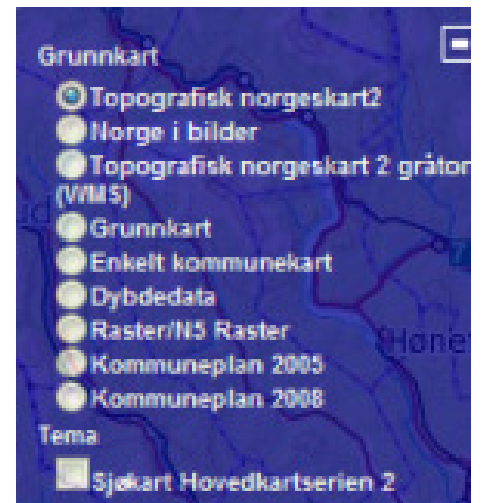 Grunnkart
Topografisk norgeskart2
Norge i bilder
Topografisk norgeskart 2 gråton
(WMS)
Grunnkart
Enkelt kommunekart
Dybdedata
Raster/N5 Raster
Kommuneplan 2005
Kommuneplan 2008
Tema
Sjøkart Hovedkartserien 2